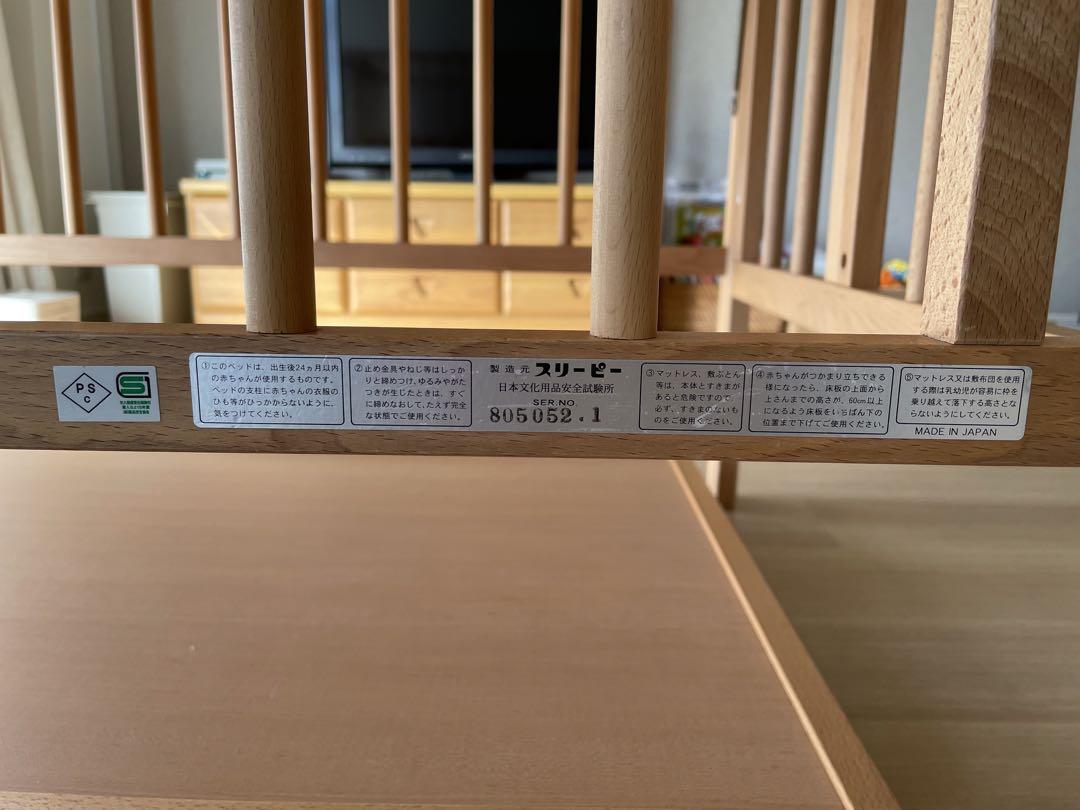 PS
C
①このベッドは、出生後24ヵ月以内
の赤ちゃんが使用するものです。
ベッドの支柱に赤ちゃんの衣服の
ひも等がひっかからないように、
気をつけてください。
②止め金具やねじ等はしっか
りと締めつけ、ゆるみやがた
つきが生じたときは、すぐ
に締めなおして、たえず完全
な状態でご使用ください。
製造元 スリーピー
日本文化用品安全試験所
SER.NO
805052.1
③マットレス、敷ぶとん
等は、本体とすきまが
あると危険ですので
必ず、すきまのないも
のをご使用ください。
④赤ちゃんがつかまり立ちできる
様になったら、床板の上面から
上さんまでの高さが、60cm以上
になるよう床板をいちばん下の
位置まで下げてご使用ください。
⑤マットレス又は敷布団を使用
する際は乳幼児が容易に枠を
乗り越えて落下する高さとな
らないようにしてください。
MADE IN JAPAN